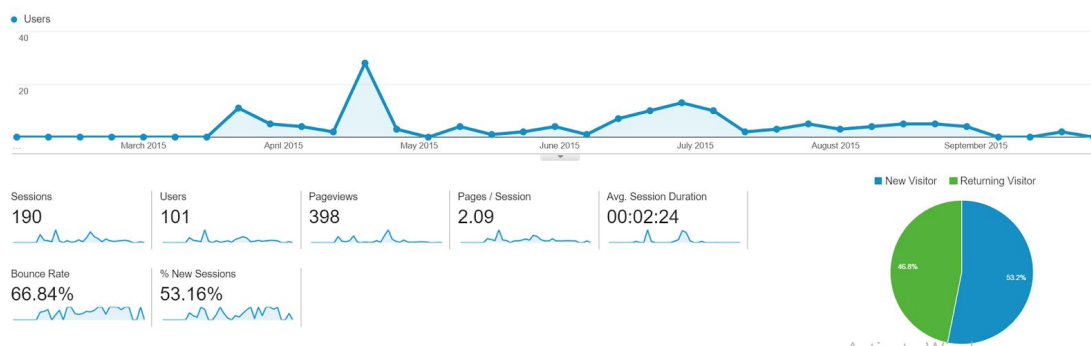 Users
40
20
...
March 2015 April 2015 May 2015 June 2015 July 2015 August 2015 September 2015
New Visitor Returning Visitor
Sessions Users Pageviews Pages / Session Avg. Session Duration
190 101 398 2.09 00:02:24
46.8%
53.2%
Bounce Rate % New Sessions
66.84% 53.16%